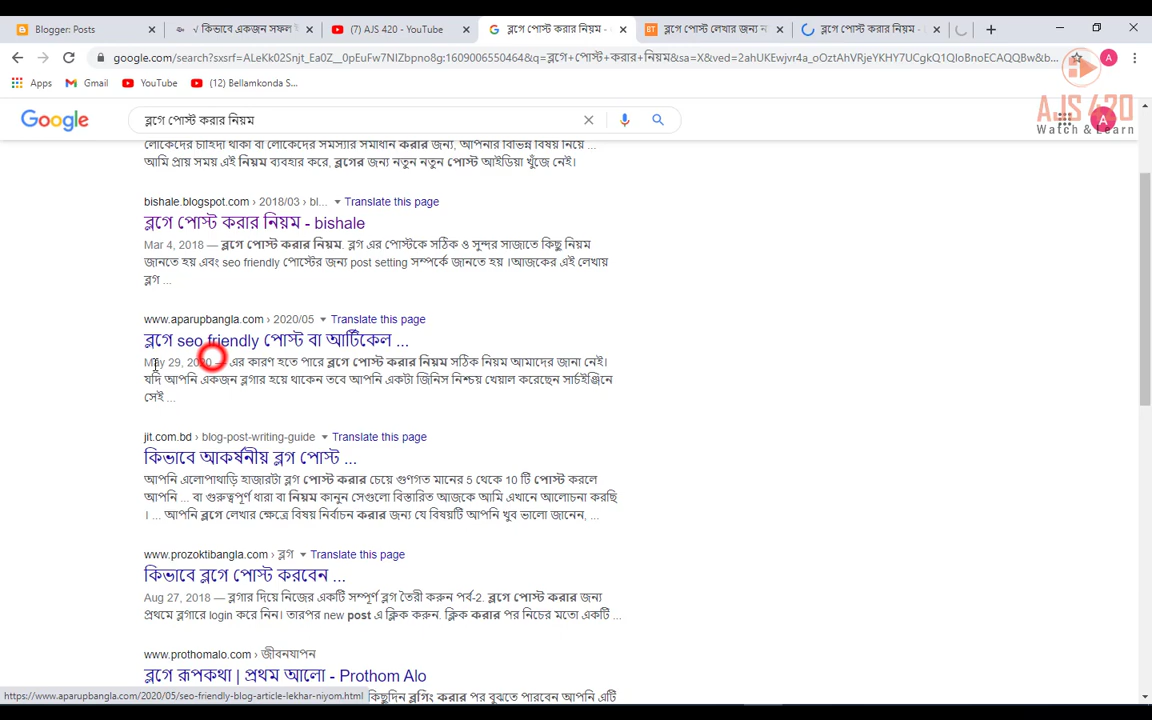 Blogger: Posts
√ কিভাবে একজন সফল ই
(7) AJS 420 - YouTube
ব্লগে পোস্ট করার নিয়ম -
ব্লগে পোস্ট লেখার জন্য ন
ব্লগে পোস্ট করার নিয়ম -
google.com/search?sxsrf=ALeKk02Snjt_Ea0Z__0pEuFw7NIZbpno8g:1609006550464&q=ব্লগে+পোস্ট+করার+নিয়ম&sa=X&ved=2ahUKEwjvr4a_oOztAhVRjeYKHY7UCgkQ1QIoBnoECAQQBw&b...
Apps
Gmail
YouTube
(12) Bellamkonda S...
AJS 420
Watch & Learn
Google
ব্লগে পোস্ট করার নিয়ম
A
লোকেদের চাহিদা থাকা বা লোকেদের সমস্যার সমাধান করার জন্য, আপনার বিভিন্ন বিষয় নিয়ে ...
আমি প্রায় সময় এই নিয়ম ব্যবহার করে, ব্লগের জন্য নতুন নতুন পোস্ট আইডিয়া খুঁজে নেই।
bishale.blogspot.com › 2018/03 › bl... ▾ Translate this page
ব্লগে পোস্ট করার নিয়ম - bishale
Mar 4, 2018 — ব্লগে পোস্ট করার নিয়ম. ব্লগ এর পোস্টকে সঠিক ও সুন্দর সাজাতে কিছু নিয়ম
জানতে হয় এবং seo friendly পোস্টের জন্য post setting সম্পর্কে জানতে হয় ।আজকের এই লেখায়
ব্লগ ...
www.aparupbangla.com › 2020/05 ▾ Translate this page
ব্লগে seo friendly পোস্ট বা আর্টিকেল ...
May 29, 2020 — এর কারণ হতে পারে ব্লগে পোস্ট করার নিয়ম সঠিক নিয়ম আমাদের জানা নেই।
যদি আপনি একজন ব্লগার হয়ে থাকেন তবে আপনি একটা জিনিস নিশ্চয় খেয়াল করেছেন সার্চইঞ্জিনে
সেই ...
jit.com.bd › blog-post-writing-guide ▾ Translate this page
কিভাবে আকর্ষনীয় ব্লগ পোস্ট ...
আপনি এলোপাথাড়ি হাজারটা ব্লগ পোস্ট করার চেয়ে গুণগত মানের 5 থেকে 10 টি পোস্ট করলে
আপনি ... বা গুরুত্বপূর্ণ ধারা বা নিয়ম কানুন সেগুলো বিস্তারিত আজকে আমি এখানে আলোচনা করছি
। ... আপনি ব্লগে লেখার ক্ষেত্রে বিষয় নির্বাচন করার জন্য যে বিষয়টি আপনি খুব ভালো জানেন, ...
www.prozoktibangla.com › ব্লগ ▾ Translate this page
কিভাবে ব্লগে পোস্ট করবেন ...
Aug 27, 2018 — ব্লগার দিয়ে নিজের একটি সম্পূর্ণ ব্লগ তৈরী করুন পর্ব-2. ব্লগে পোস্ট করার জন্য
প্রথমে ব্লগারে login করে নিন। তারপর new post এ ক্লিক করুন. ক্লিক করার পর নিচের মতো একটি ...
www.prothomalo.com › জীবনযাপন
ব্লগে রূপকথা | প্রথম আলো - Prothom Alo
https://www.aparupbangla.com/2020/05/seo-friendly-blog-article-lekhar-niyom.html
কিছুদিন ব্লগিং করার পর বুঝতে পারবেন আপনি এটি